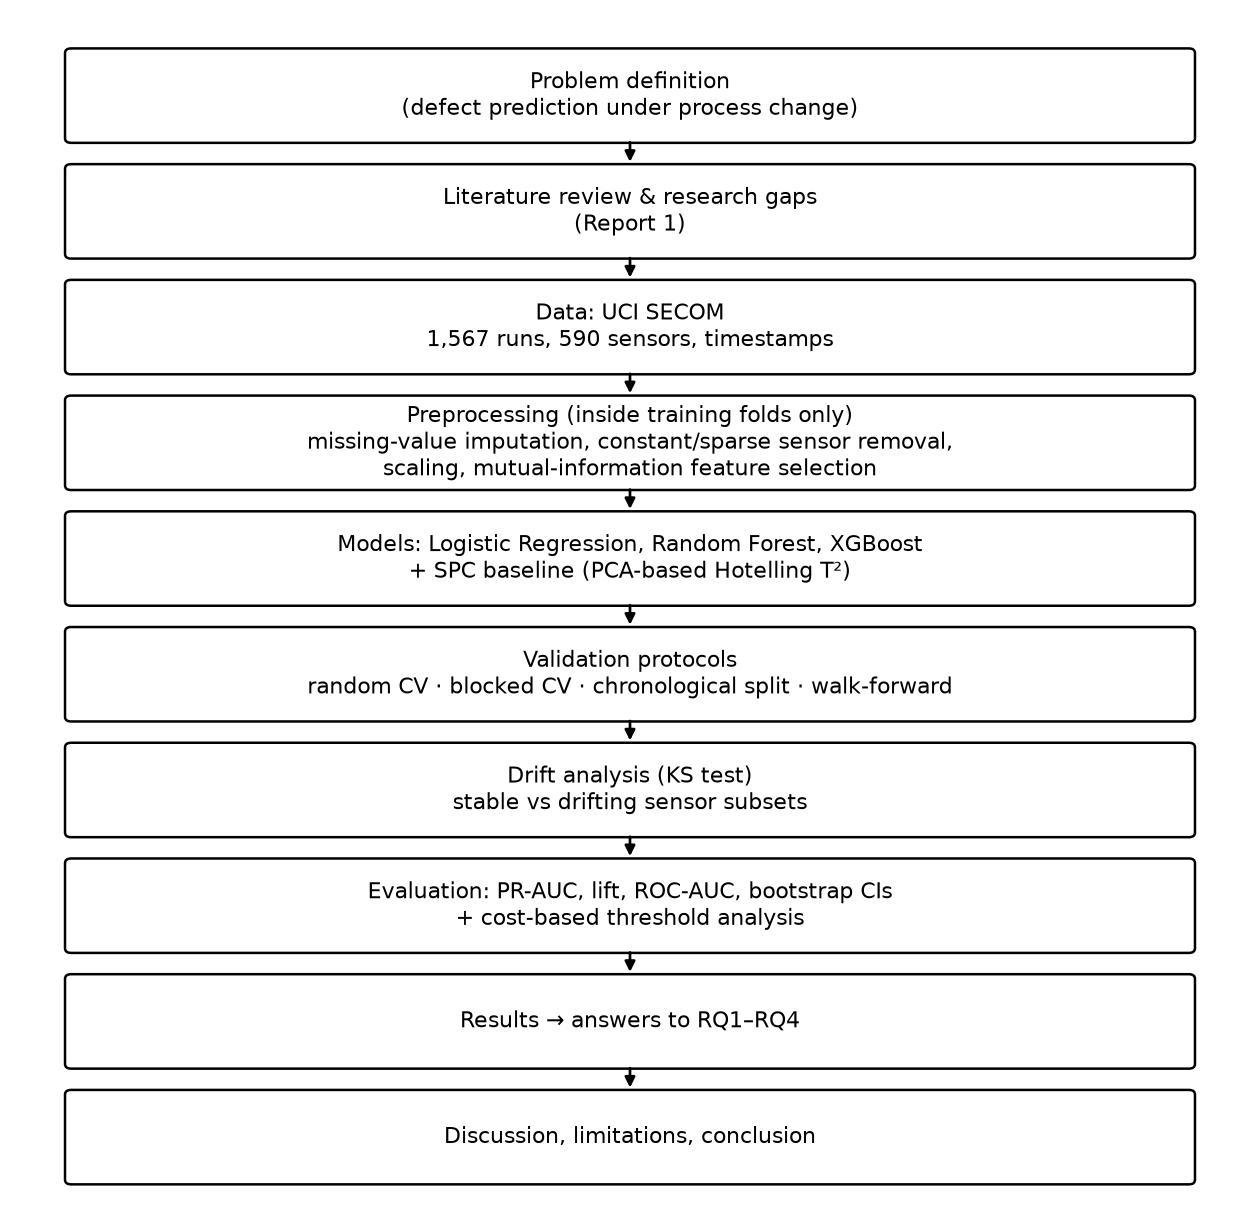 Problem definition
(defect prediction under process change)
Literature review & research gaps
(Report 1)
Data: UCI SECOM
1,567 runs, 590 sensors, timestamps
Preprocessing (inside training folds only)
missing-value imputation, constant/sparse sensor removal,
scaling, mutual-information feature selection
Models: Logistic Regression, Random Forest, XGBoost
+ SPC baseline (PCA-based Hotelling T²)
Validation protocols
random CV · blocked CV · chronological split · walk-forward
Drift analysis (KS test)
stable vs drifting sensor subsets
Evaluation: PR-AUC, lift, ROC-AUC, bootstrap CIs
+ cost-based threshold analysis
Results → answers to RQ1–RQ4
Discussion, limitations, conclusion